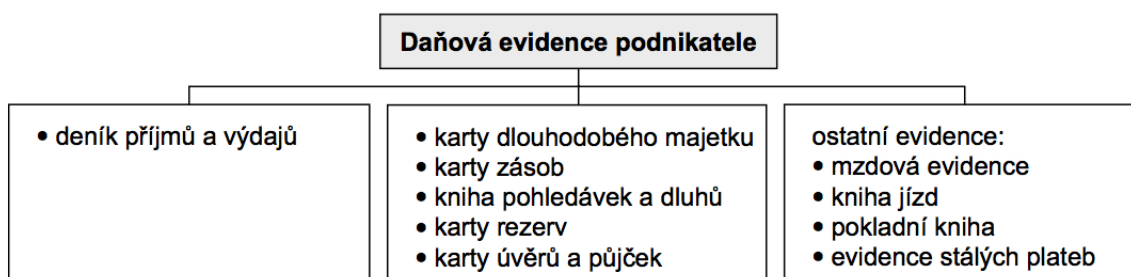 Daňová evidence podnikatele
• deník příjmů a výdajů
• karty dlouhodobého majetku
• karty zásob
• kniha pohledávek a dluhů
• karty rezerv
• karty úvěrů a půjček
ostatní evidence:
• mzdová evidence
• kniha jízd
• pokladní kniha
• evidence stálých plateb